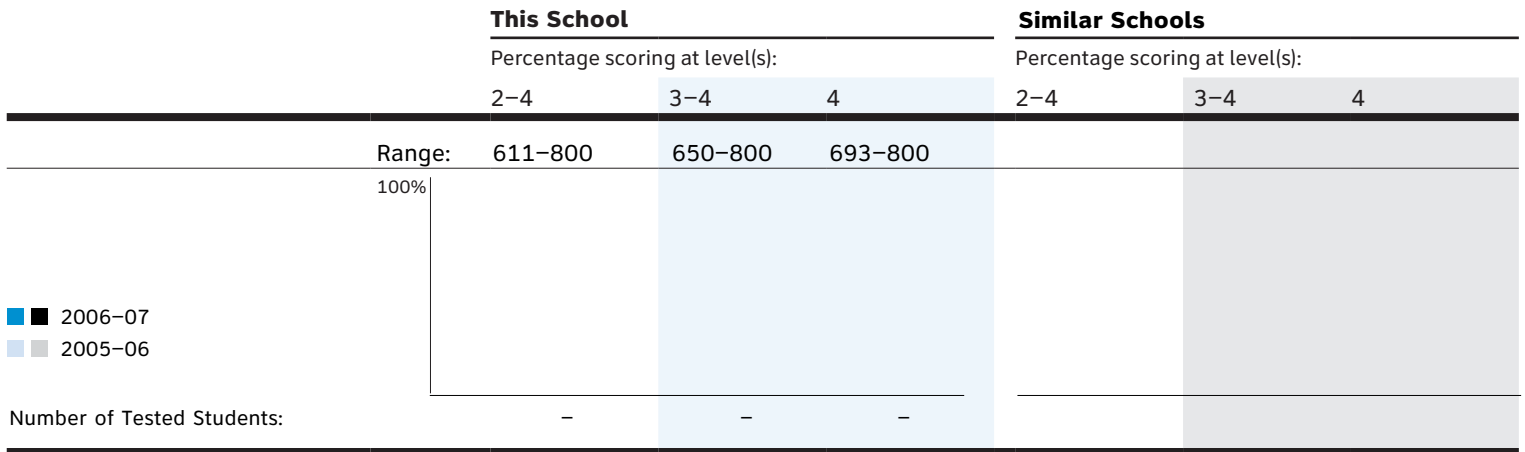 This School Similar Schools
Percentage scoring at level(s): Percentage scoring at level(s):
2–4 3–4 4 2–4 3–4 4
Range: 611–800 650–800 693–800
100%
2006–07
2005–06
Number of Tested Students: – – –